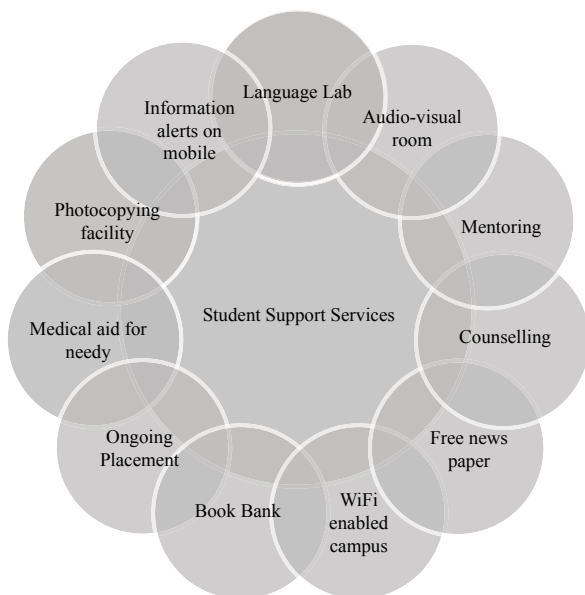 Language Lab
Audio-visual
room
Mentoring
Counselling
Free news
paper
WiFi
enabled
campus
Book Bank
Ongoing
Placement
Medical aid for
needy
Photocopying
facility
Information
alerts on
mobile
Student Support Services